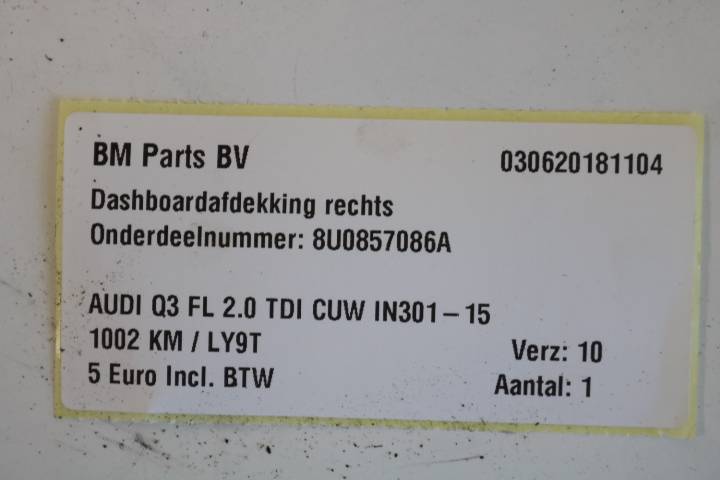 BM Parts BV 030620181104
Dashboardafdekking rechts
Onderdeelnummer: 8U0857086A
AUDI Q3 FL 2.0 TDI CUW IN301-15
1002 KM / LY9T Verz: 10
5 Euro Incl. BTW Aantal: 1